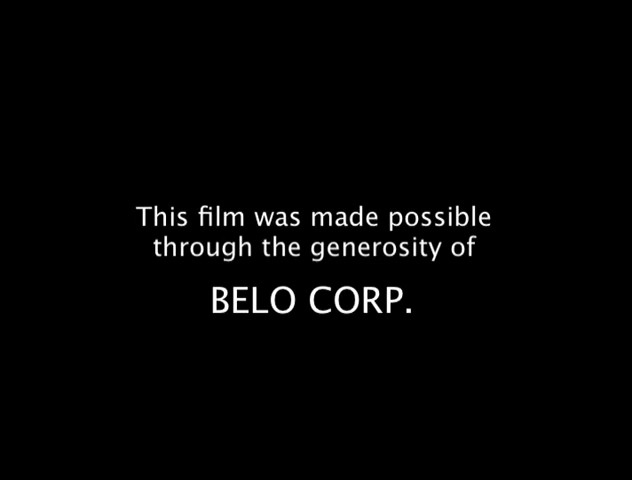 This film was made possible
through the generosity of
BELO CORP.